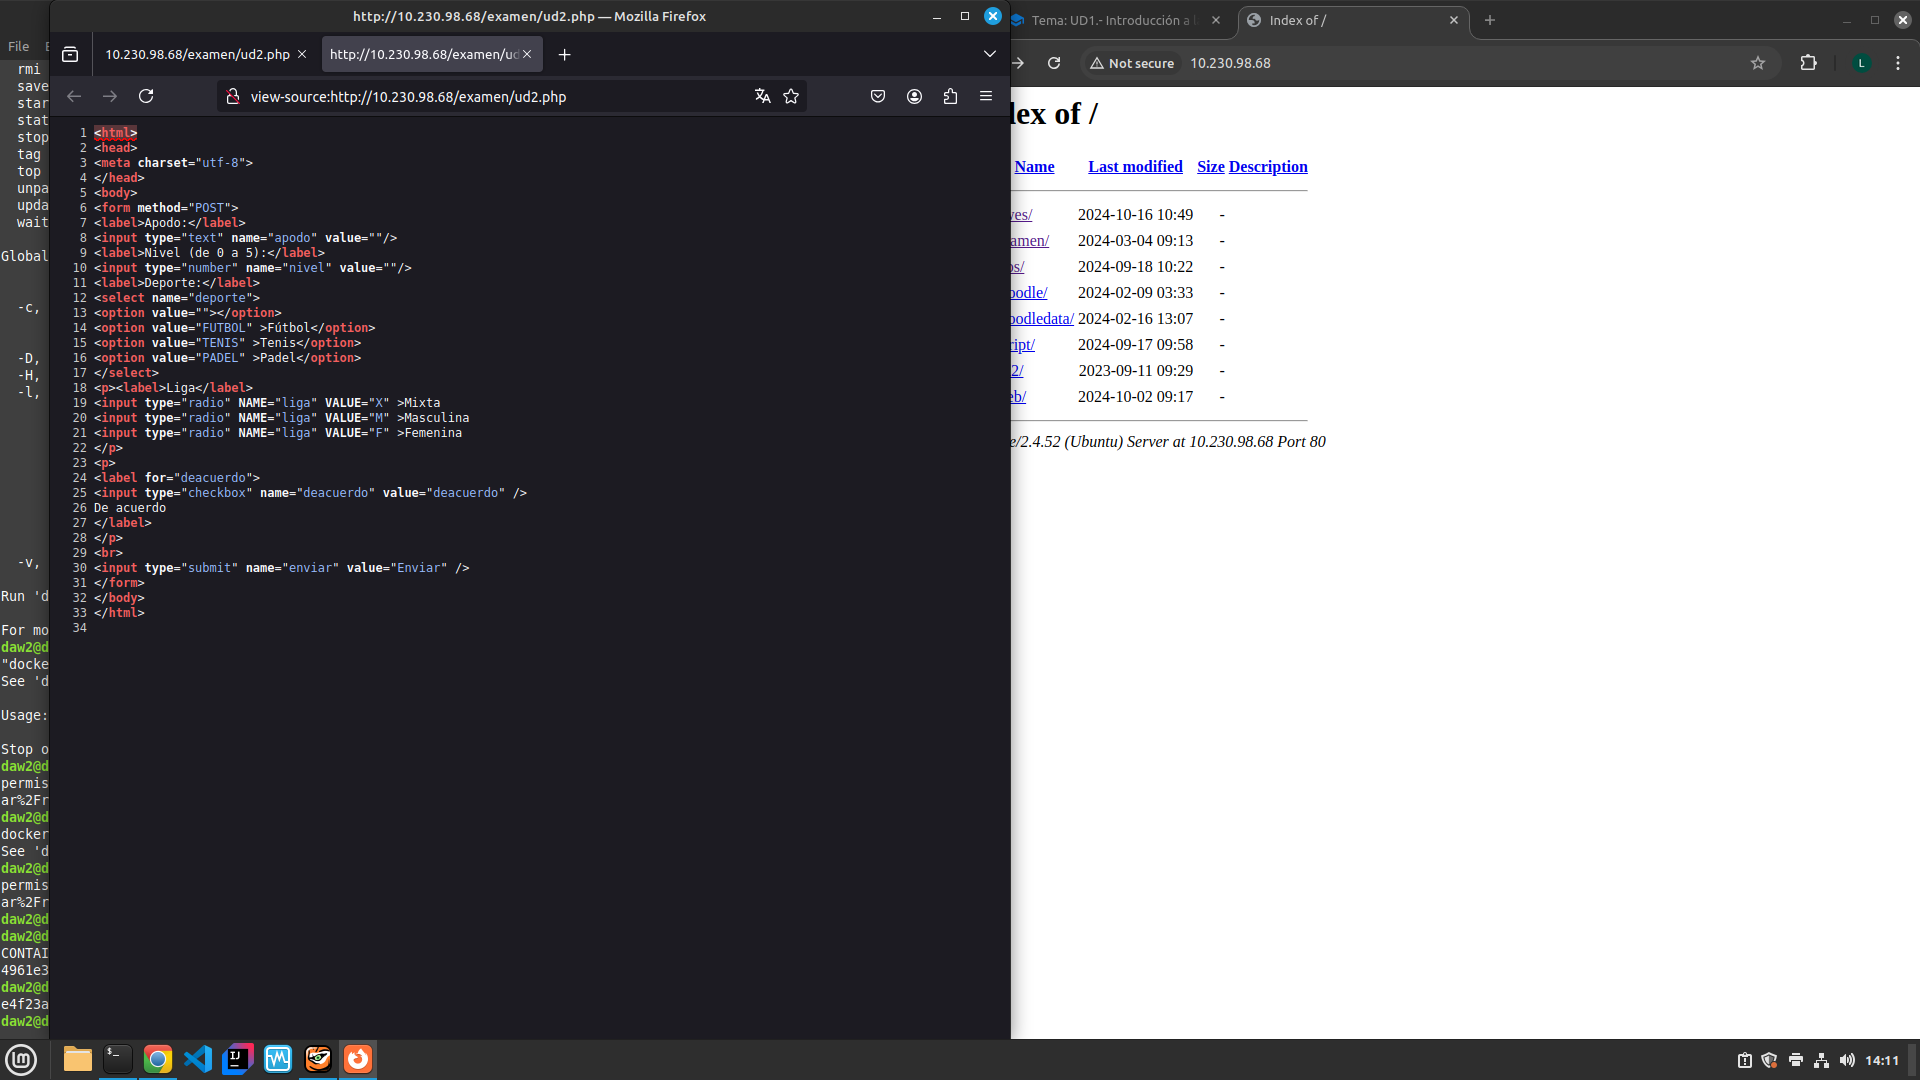 http://10.230.98.68/examen/ud2.php — Mozilla Firefox
10.230.98.68/examen/ud2.php
http://10.230.98.68/examen/ud
view-source:http://10.230.98.68/examen/ud2.php
1 <html>
2 <head>
3 <meta charset="utf-8">
4 </head>
5 <body>
6 <form method="POST">
7 <label>Apodo:</label>
8 <input type="text" name="apodo" value=""/>
9 <label>Nivel (de 0 a 5):</label>
10 <input type="number" name="nivel" value=""/>
11 <label>Deporte:</label>
12 <select name="deporte">
13 <option value=""></option>
14 <option value="FUTBOL" >Fútbol</option>
15 <option value="TENIS" >Tenis</option>
16 <option value="PADEL" >Padel</option>
17 </select>
18 <p><label>Liga</label>
19 <input type="radio" NAME="liga" VALUE="X" >Mixta
20 <input type="radio" NAME="liga" VALUE="M" >Masculina
21 <input type="radio" NAME="liga" VALUE="F" >Femenina
22 </p>
23 <p>
24 <label for="deacuerdo">
25 <input type="checkbox" name="deacuerdo" value="deacuerdo" />
26 De acuerdo
27 </label>
28 </p>
29 <br>
30 <input type="submit" name="enviar" value="Enviar" />
31 </form>
32 </body>
33 </html>
34
File E
rmi
save
star
stat
stop
tag
top
unpa
upda
wait
Global
-c,
-D,
-H,
-l,
-v,
Run 'd
For mo
daw2@d
"docke
See 'd
Usage:
Stop o
daw2@d
permis
ar%2Fr
daw2@d
docker
See 'd
daw2@d
permis
ar%2Fr
daw2@d
daw2@d
CONTAI
4961e3
daw2@d
e4f23a
daw2@d
Tema: UD1.- Introducción a l
Index of /
Not secure 10.230.98.68
L
lex of /
Name Last modified Size Description
ves/ 2024-10-16 10:49 -
amen/ 2024-03-04 09:13 -
os/ 2024-09-18 10:22 -
oodle/ 2024-02-09 03:33 -
oodledata/ 2024-02-16 13:07 -
ript/ 2024-09-17 09:58 -
2/ 2023-09-11 09:29 -
eb/ 2024-10-02 09:17 -
e/2.4.52 (Ubuntu) Server at 10.230.98.68 Port 80
14:11